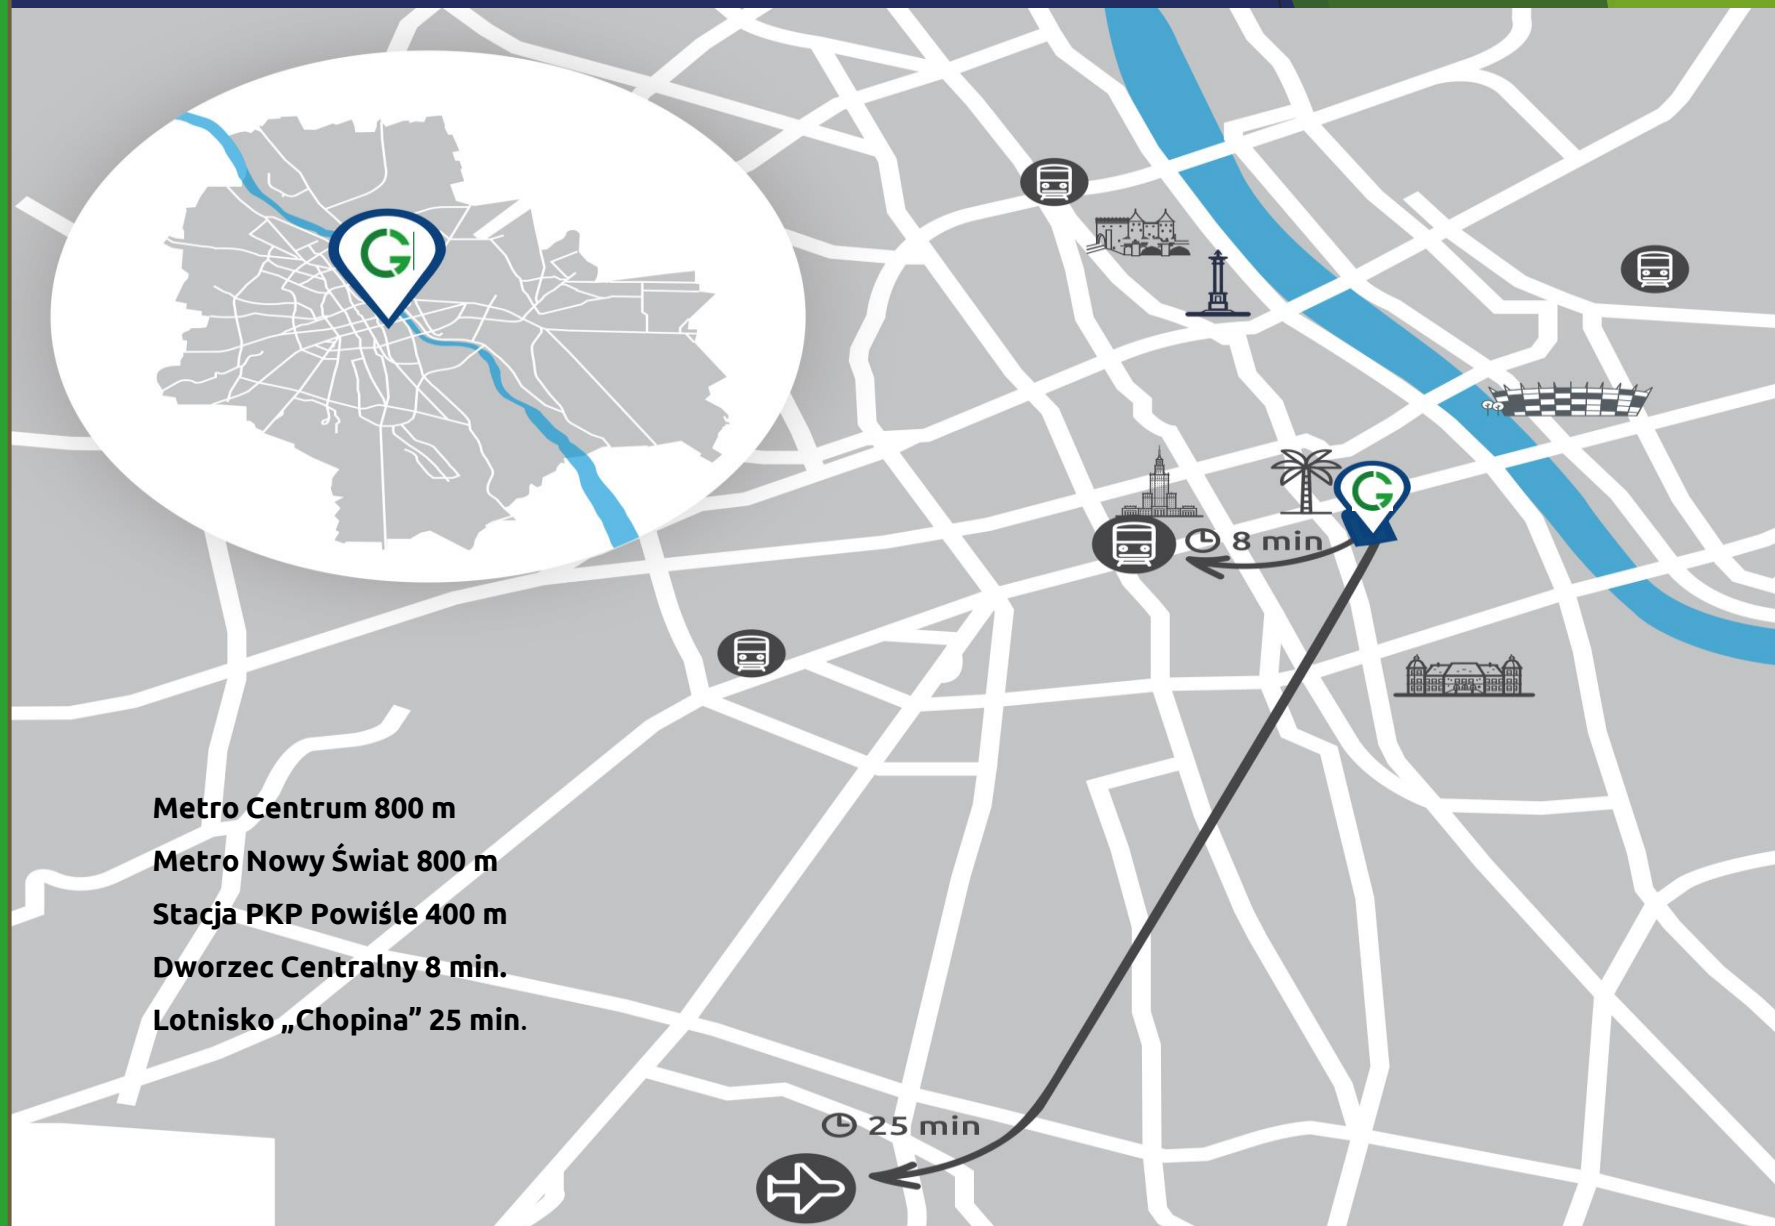 8 min
Metro Centrum 800 m
Metro Nowy Świat 800 m
Stacja PKP Powiśle 400 m
Dworzec Centralny 8 min.
Lotnisko „Chopina” 25 min.
25 min